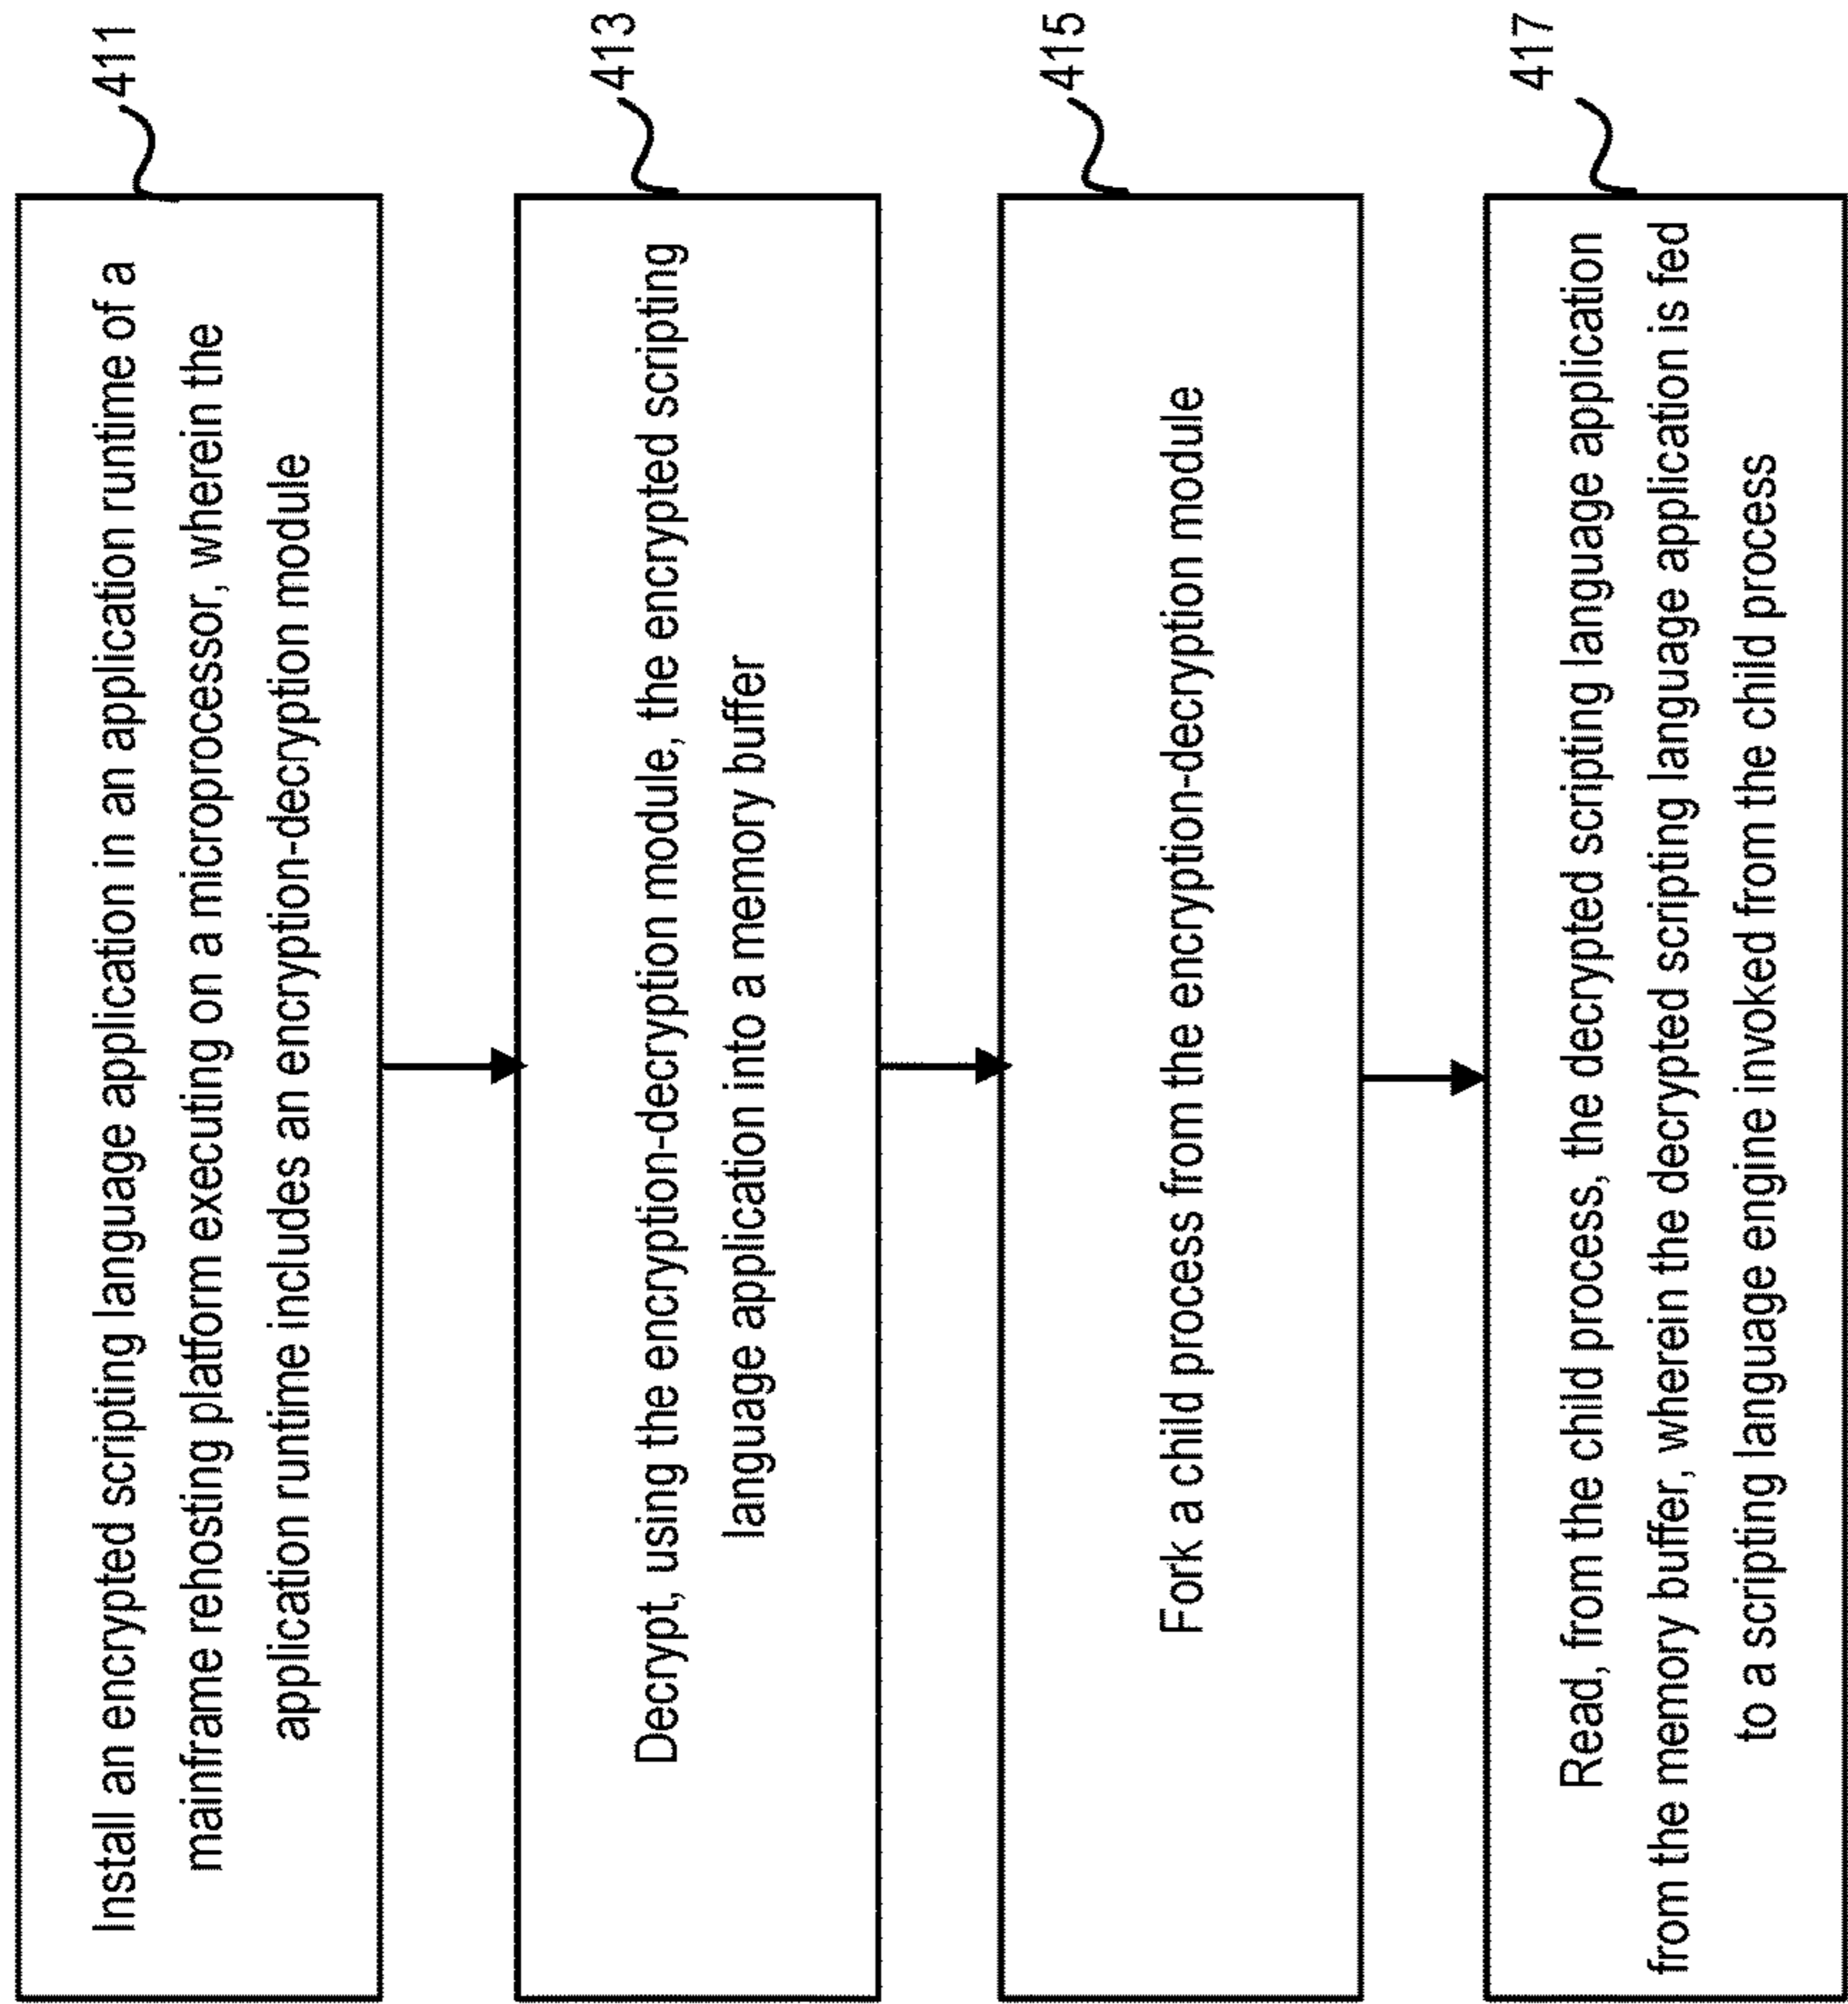 411
Install an encrypted scripting language application in an application runtime of a
mainframe rehosting platform executing on a microprocessor, wherein the
application runtime includes an encryption-decryption module
413
Decrypt, using the encryption-decryption module, the encrypted scripting
language application into a memory buffer
415
Fork a child process from the encryption-decryption module
417
Read, from the child process, the decrypted scripting language application
from the memory buffer, wherein the decrypted scripting language application is fed
to a scripting language engine invoked from the child process